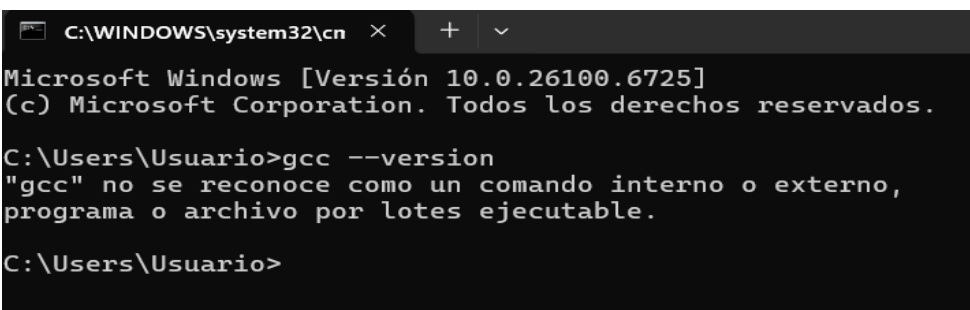 C:\WINDOWS\system32\cn
Microsoft Windows [Versión 10.0.26100.6725]
(c) Microsoft Corporation. Todos los derechos reservados.
C:\Users\Usuario>gcc --version
"gcc" no se reconoce como un comando interno o externo,
programa o archivo por lotes ejecutable.
C:\Users\Usuario>